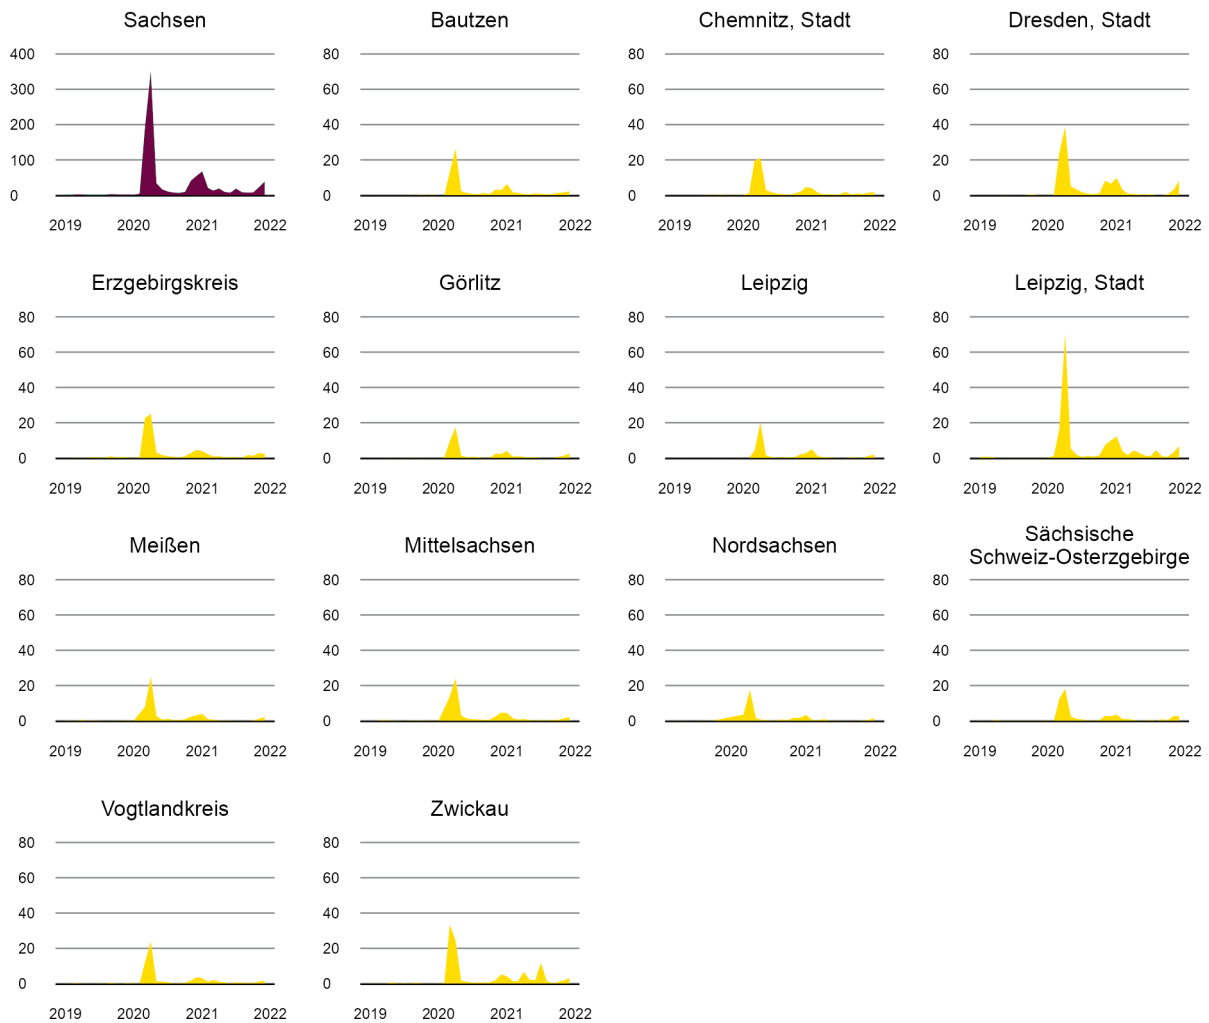 Sachsen
Bautzen
Chemnitz, Stadt
Dresden, Stadt
400
300
200
100
0
80
60
40
20
0
80
60
40
20
0
80
60
40
20
0
2019 2020 2021 2022
2019 2020 2021 2022
2019 2020 2021 2022
2019 2020 2021 2022
Erzgebirgskreis
Görlitz
Leipzig
Leipzig, Stadt
80
60
40
20
0
80
60
40
20
0
80
60
40
20
0
80
60
40
20
0
2019 2020 2021 2022
2019 2020 2021 2022
2019 2020 2021 2022
2019 2020 2021 2022
Meißen
Mittelsachsen
Nordsachsen
Sächsische
Schweiz-Osterzgebirge
80
60
40
20
0
80
60
40
20
0
80
60
40
20
0
80
60
40
20
0
2019 2020 2021 2022
2019 2020 2021 2022
2020 2021 2022
2019 2020 2021 2022
Vogtlandkreis
Zwickau
80
60
40
20
0
80
60
40
20
0
2019 2020 2021 2022
2019 2020 2021 2022